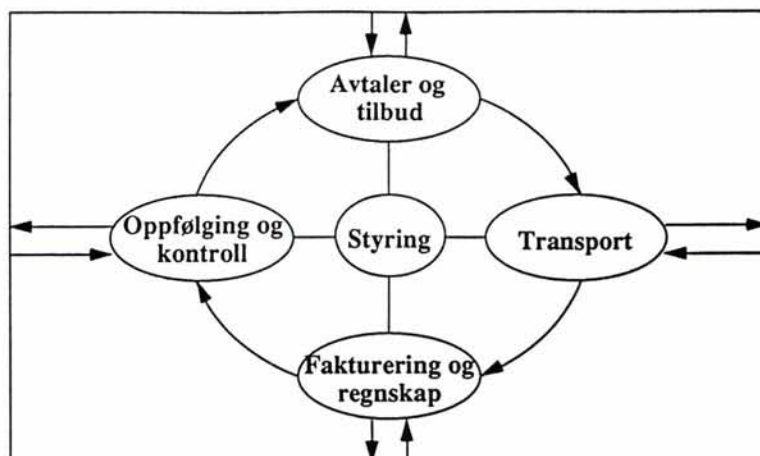 Avtaler og
tilbud
Oppfølging og
kontroll
Styring
Transport
Fakturering og
regnskap